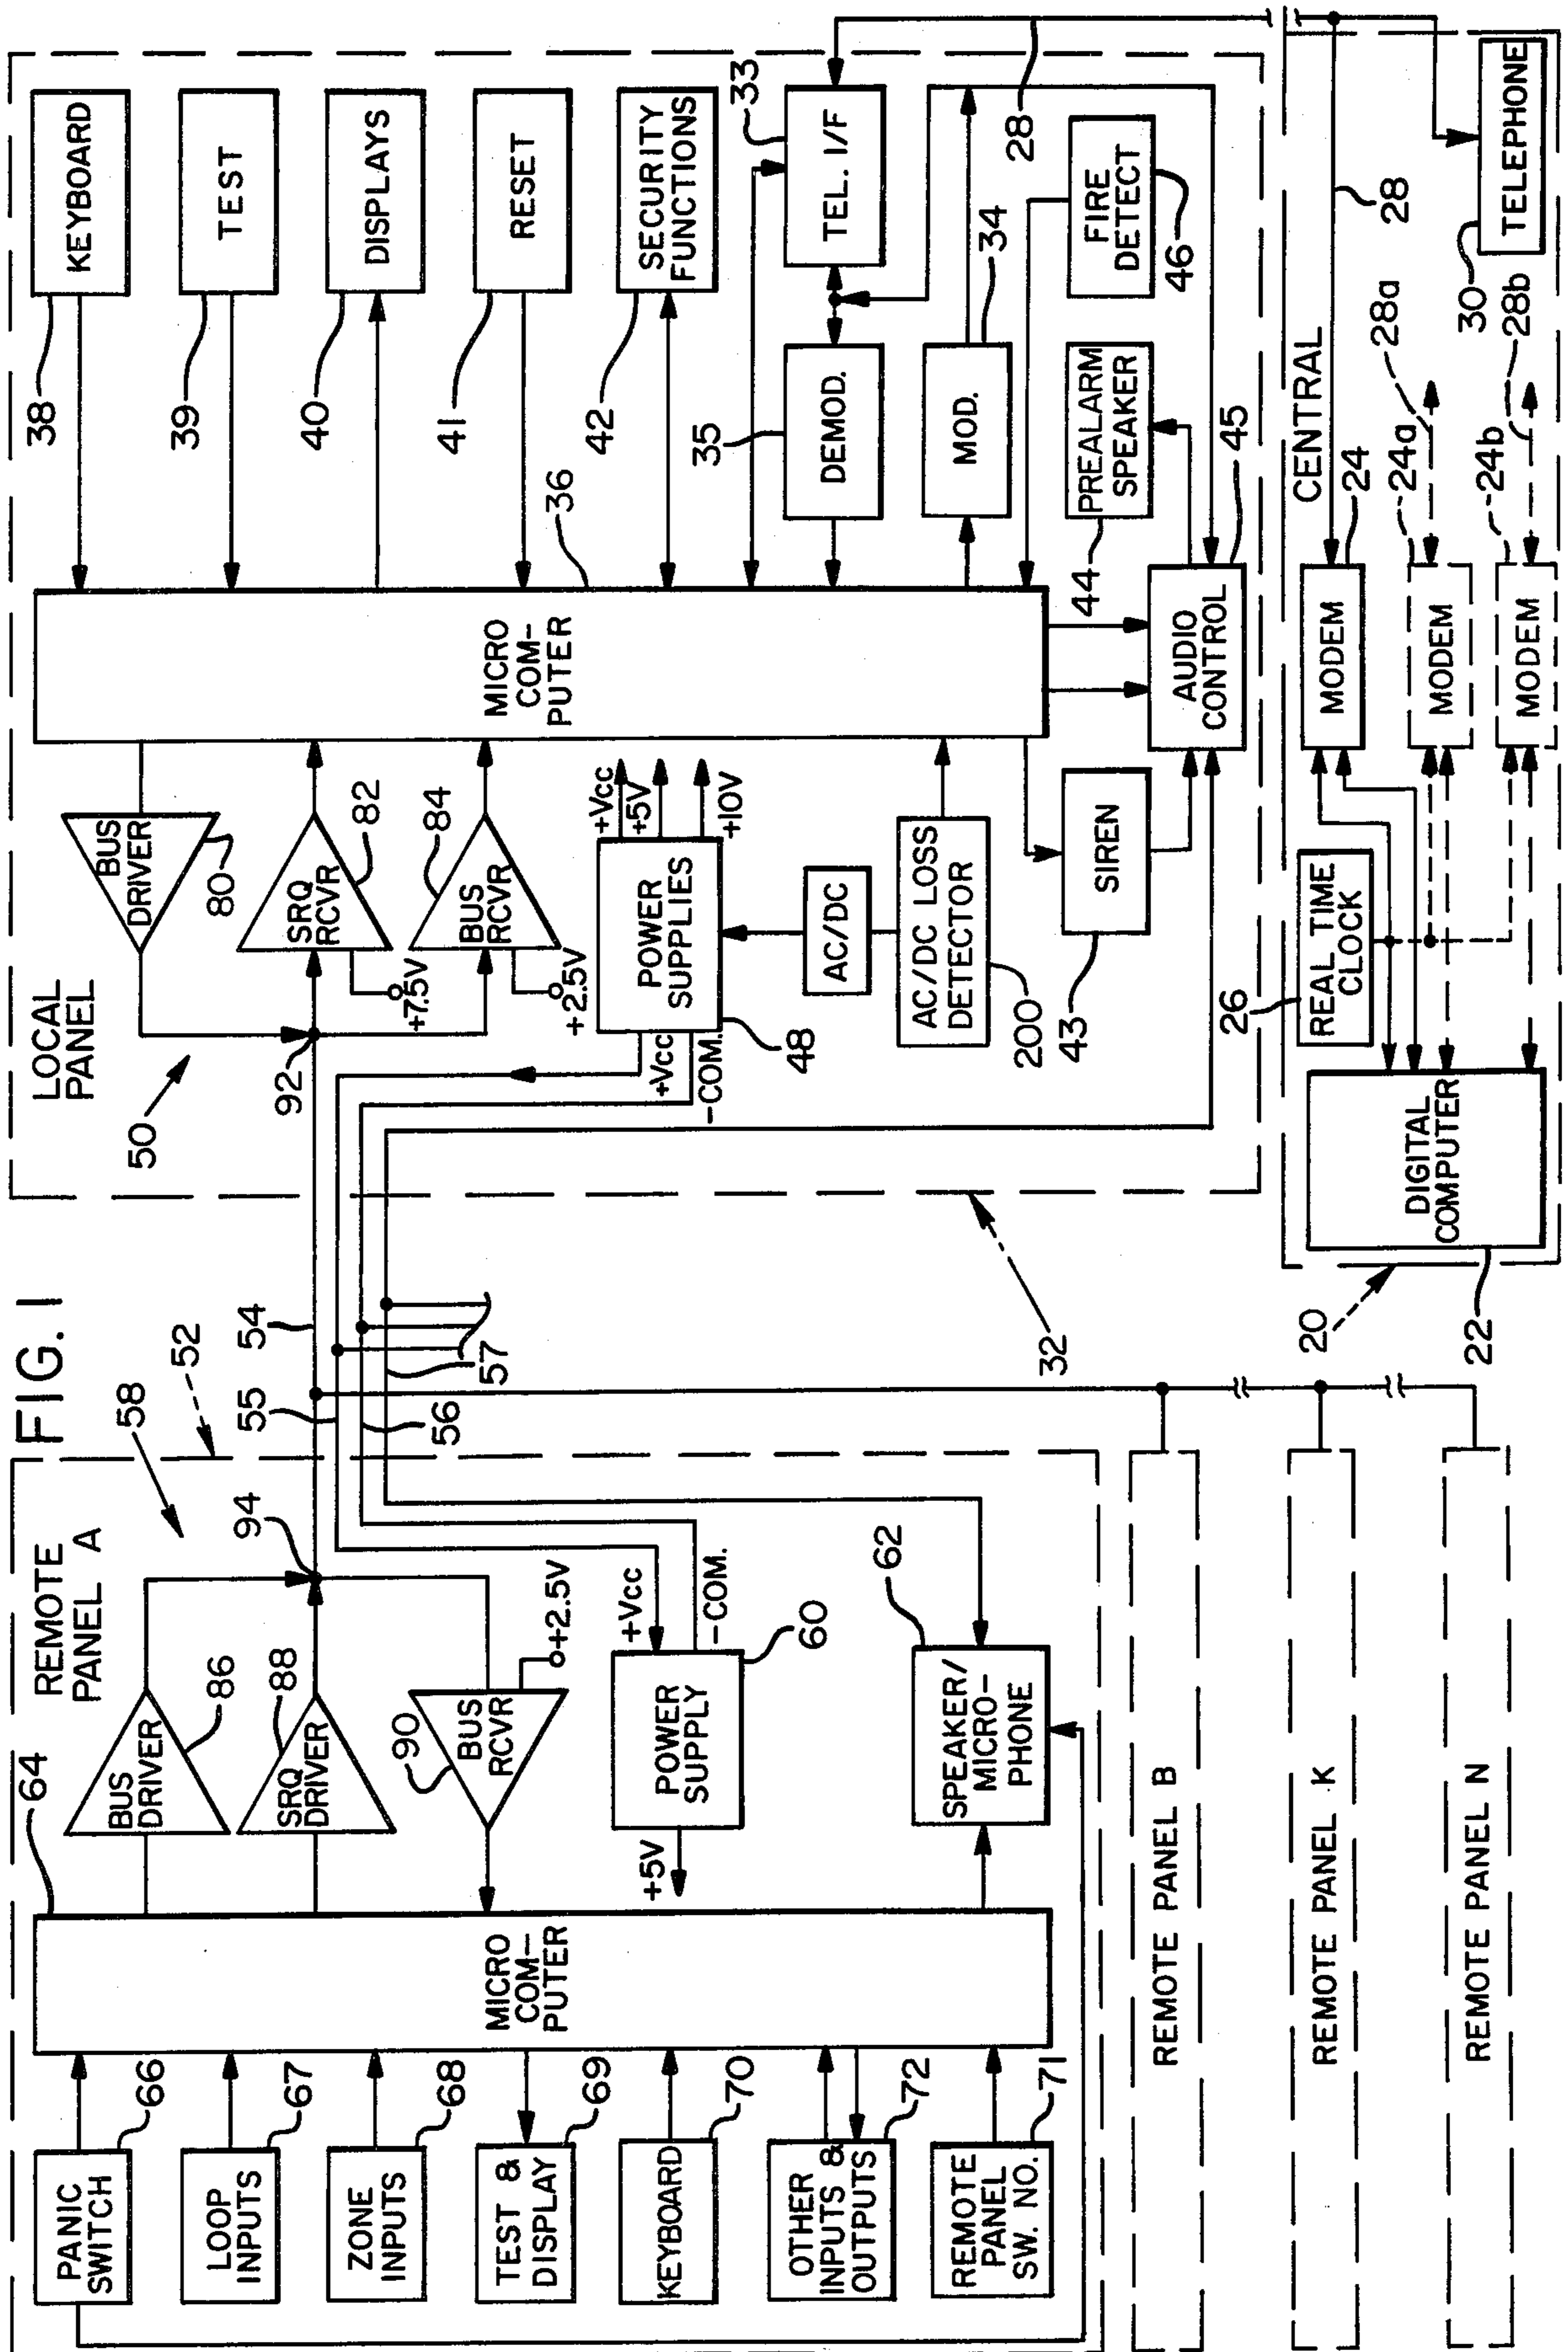 FIG. 1
REMOTE
PANEL A
58
52
64
PANIC
SWITCH
66
LOOP
INPUTS
67
ZONE
INPUTS
68
TEST &
DISPLAY
69
KEYBOARD
70
OTHER
INPUTS &
OUTPUTS
72
REMOTE
PANEL
SW. NO.
71
MICRO
COM-
PUTER
BUS
DRIVER
86
SRQ
DRIVER
88
BUS
RCVR
90
+2.5V
94
+5V
POWER
SUPPLY
+Vcc
-COM.
60
SPEAKER/
MICRO-
PHONE
62
54
55
56
57
REMOTE PANEL B
REMOTE PANEL K
REMOTE PANEL N
LOCAL
PANEL
50
92
BUS
DRIVER
80
SRQ
RCVR
82
+7.5V
BUS
RCVR
84
+2.5V
+Vcc
-COM.
POWER
SUPPLIES
48
+Vcc
+5V
+10V
AC/DC
AC/DC LOSS
DETECTOR
200
SIREN
43
MICRO
COM-
PUTER
36
KEYBOARD
38
TEST
39
DISPLAYS
40
RESET
41
SECURITY
FUNCTIONS
42
TEL. I/F
33
DEMOD.
35
MOD.
34
28
FIRE
DETECT
46
PREALARM
SPEAKER
44
AUDIO
CONTROL
45
32
20
CENTRAL
DIGITAL
COMPUTER
22
REAL TIME
CLOCK
26
MODEM
24
MODEM
24a
MODEM
24b
28
28a
28b
TELEPHONE
30